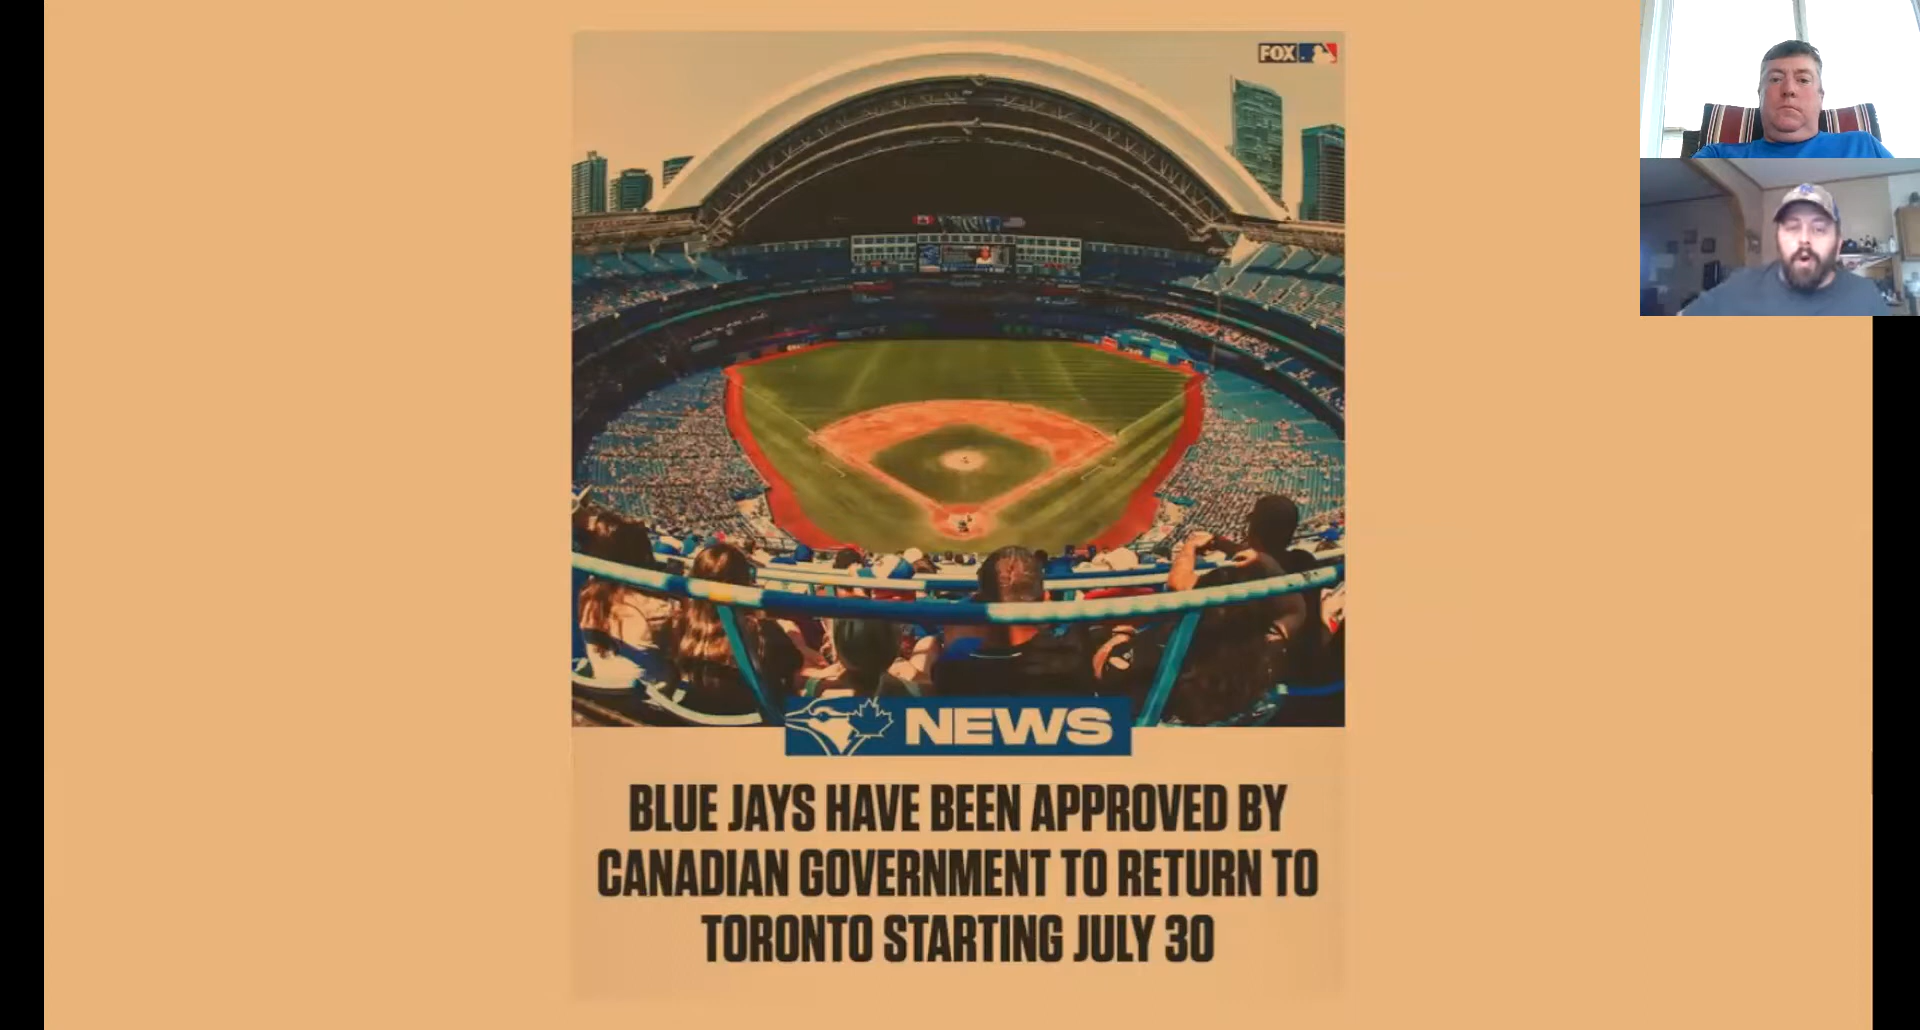 FOX
NEWS
BLUE JAYS HAVE BEEN APPROVED BY
CANADIAN GOVERNMENT TO RETURN TO
TORONTO STARTING JULY 30